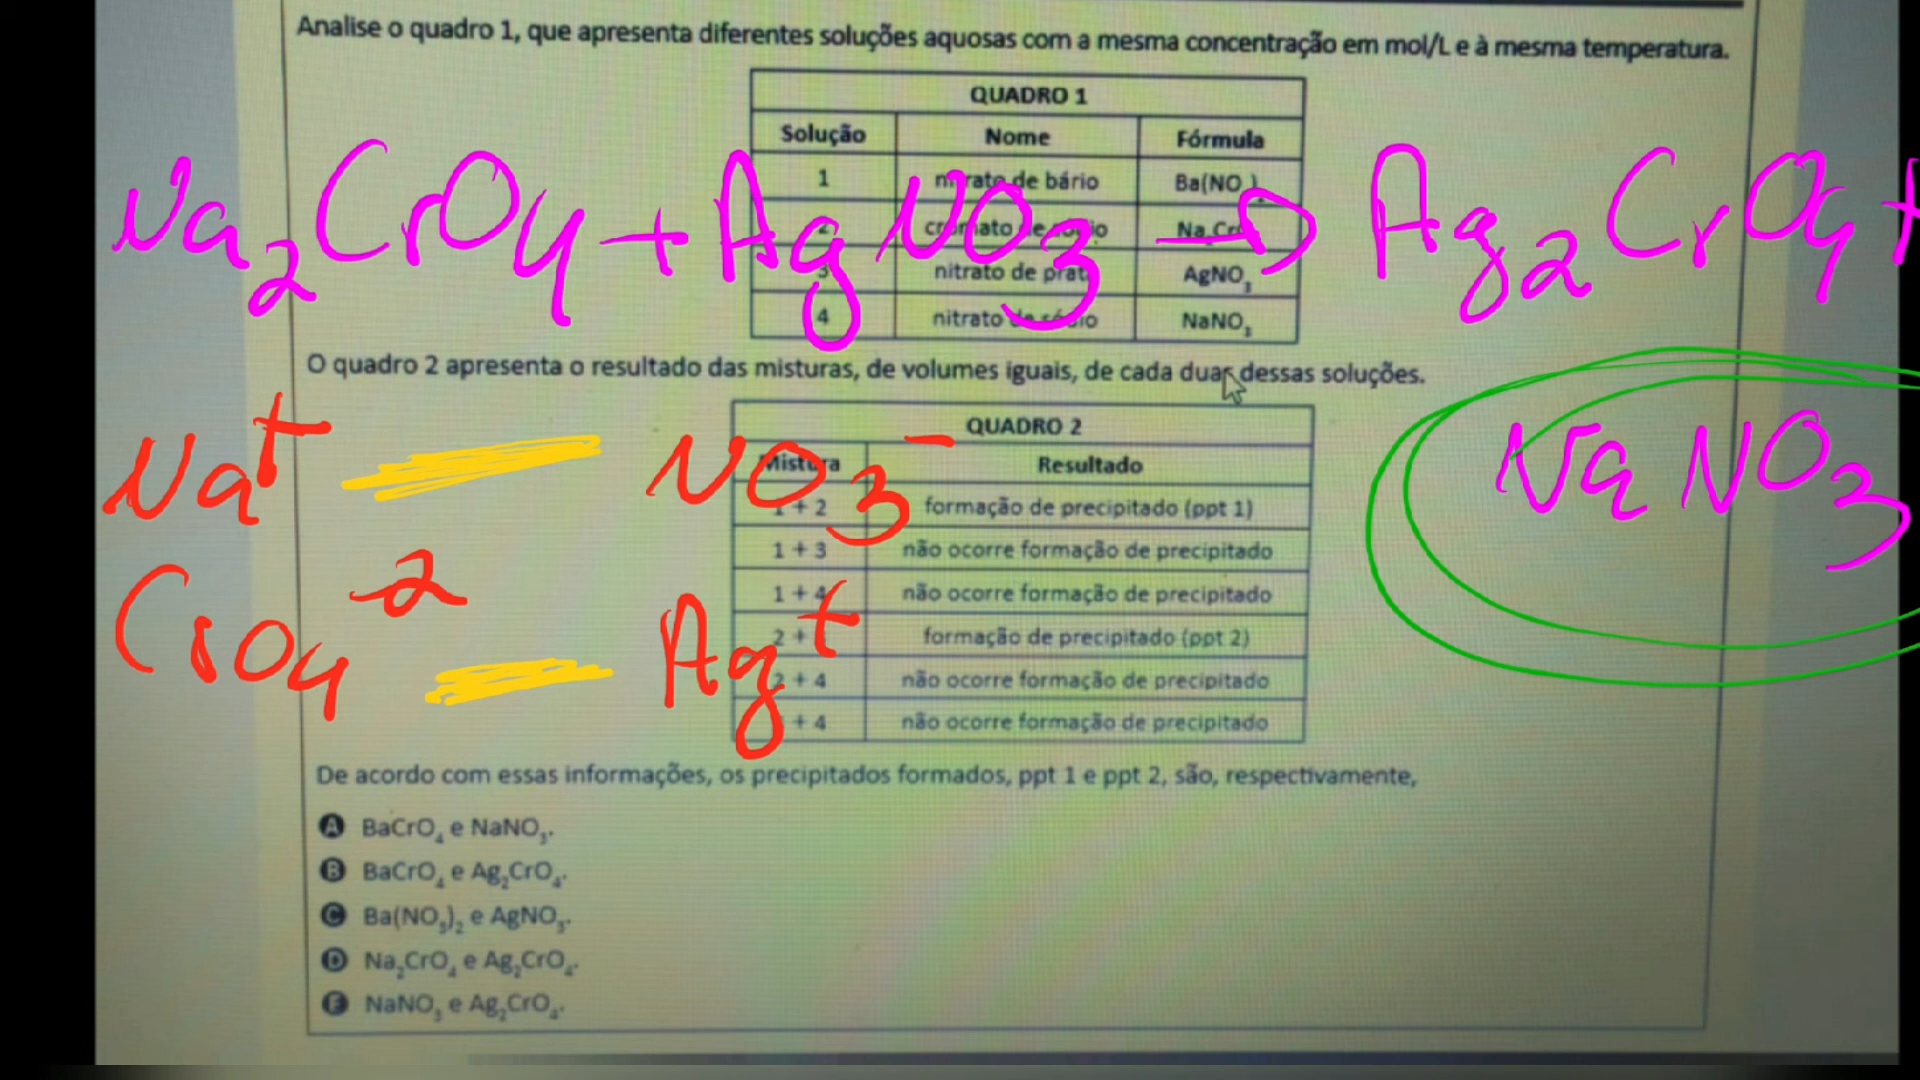 Analise o quadro 1, que apresenta diferentes soluções aquosas com a mesma concentração em mol/L e à mesma temperatura.
QUADRO 1
Solução Nome Fórmula
1 nitrato de bário Ba(NO
Na₂CrO₄ + AgNO₃ → Ag₂CrO₄ +
2 cromato de sódio Na₂CrO
3 nitrato de prata AgNO₃
4 nitrato de sódio NaNO₃
O quadro 2 apresenta o resultado das misturas, de volumes iguais, de cada duas dessas soluções.
QUADRO 2
Na⁺ NO₃⁻ NaNO₃
Mistura Resultado
1 + 2 formação de precipitado (ppt 1)
1 + 3 não ocorre formação de precipitado
1 + 4 não ocorre formação de precipitado
CrO₄⁻² Ag⁺
2 + formação de precipitado (ppt 2)
2 + 4 não ocorre formação de precipitado
+ 4 não ocorre formação de precipitado
De acordo com essas informações, os precipitados formados, ppt 1 e ppt 2, são, respectivamente,
A BaCrO₄ e NaNO₃.
B BaCrO₄ e Ag₂CrO₄.
C Ba(NO₃)₂ e AgNO₃.
D Na₂CrO₄ e Ag₂CrO₄.
E NaNO₃ e Ag₂CrO₄.